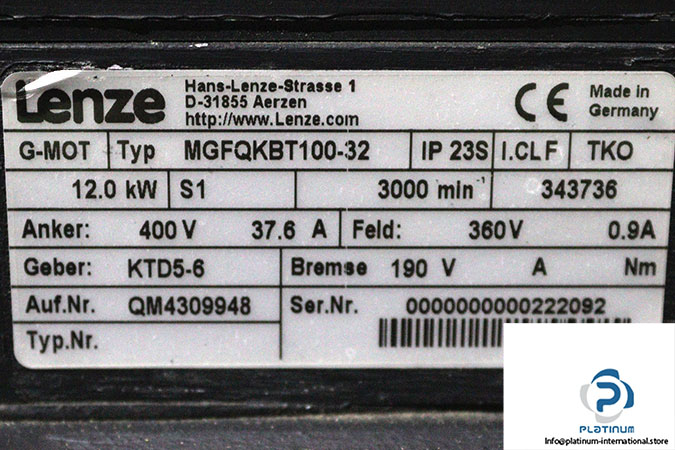 Lenze
Hans-Lenze-Strasse 1
D-31855 Aerzen
http://www.Lenze.com
CE
Made in
Germany
G-MOT Typ MGFQKBT100-32 IP 23S I.CLF TKO
12.0 kW S1 3000 min-1 343736
Anker: 400 V 37.6 A Feld: 360V 0.9A
Geber: KTD5-6 Bremse 190 V A Nm
Auf.Nr. QM4309948 Ser.Nr. 0000000000222092
Typ.Nr.
PLATINUM
Info@platinum-international.store